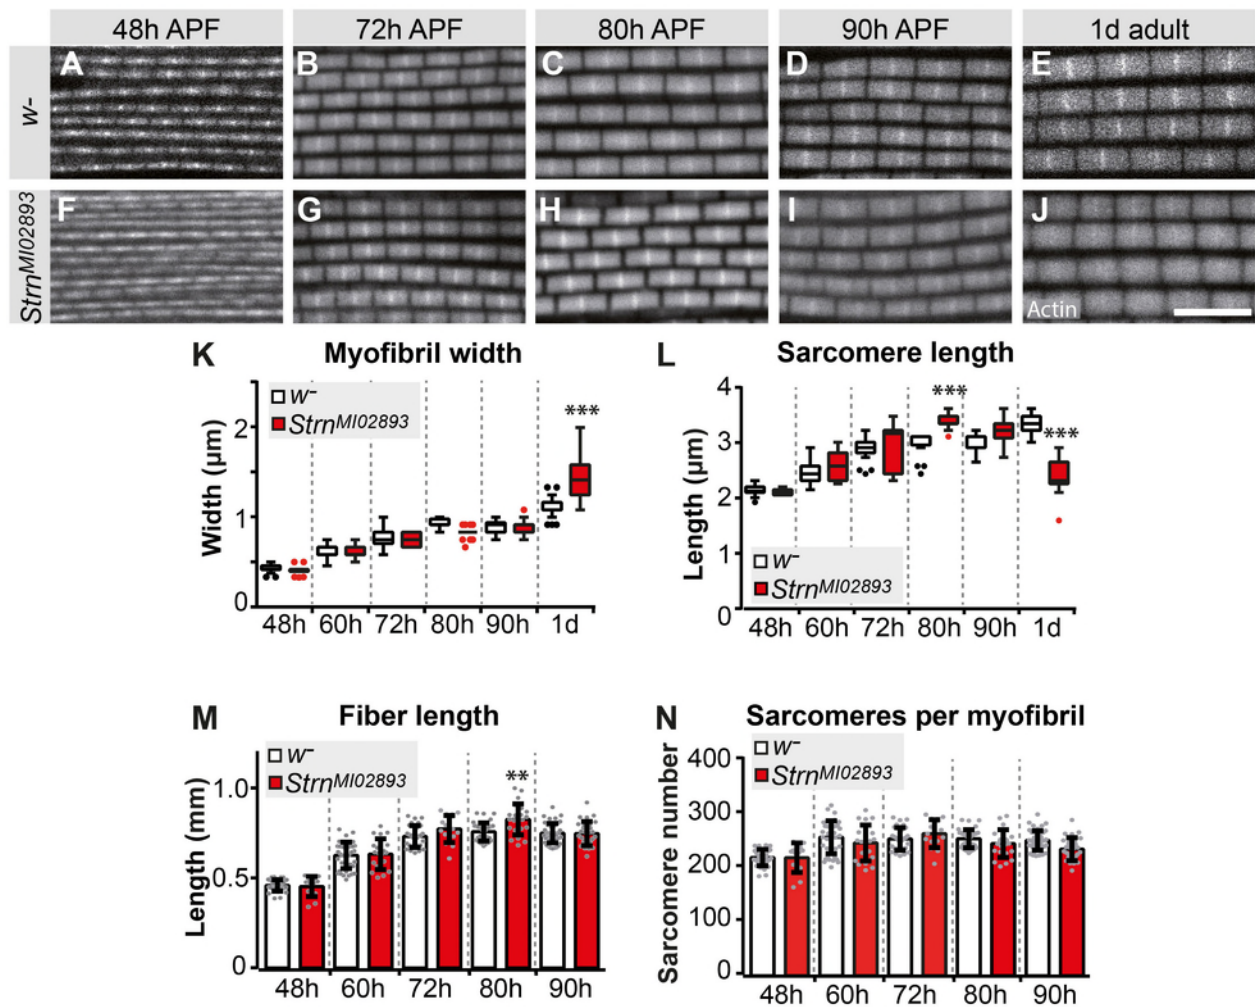 48h APF 72h APF 80h APF 90h APF 1d adult
w-
A B C D E
Strn^MI02893
F G H I J
Actin
K Myofibril width
Width (µm)
w-
Strn^MI02893
***
2
1
0
48h 60h 72h 80h 90h 1d
L Sarcomere length
Length (µm)
*** ***
4
3
2
1
0
w-
Strn^MI02893
48h 60h 72h 80h 90h 1d
M Fiber length
Length (mm)
w-
Strn^MI02893
**
1.0
0.5
0
48h 60h 72h 80h 90h
N Sarcomeres per myofibril
Sarcomere number
w-
Strn^MI02893
400
300
200
100
0
48h 60h 72h 80h 90h